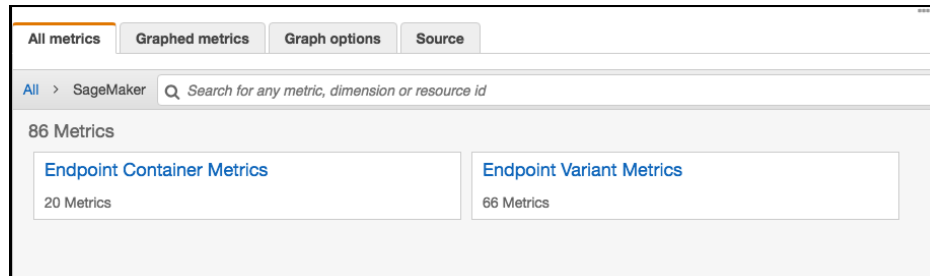 All metrics Graphed metrics Graph options Source
All > SageMaker Search for any metric, dimension or resource id
86 Metrics
Endpoint Container Metrics Endpoint Variant Metrics
20 Metrics 66 Metrics